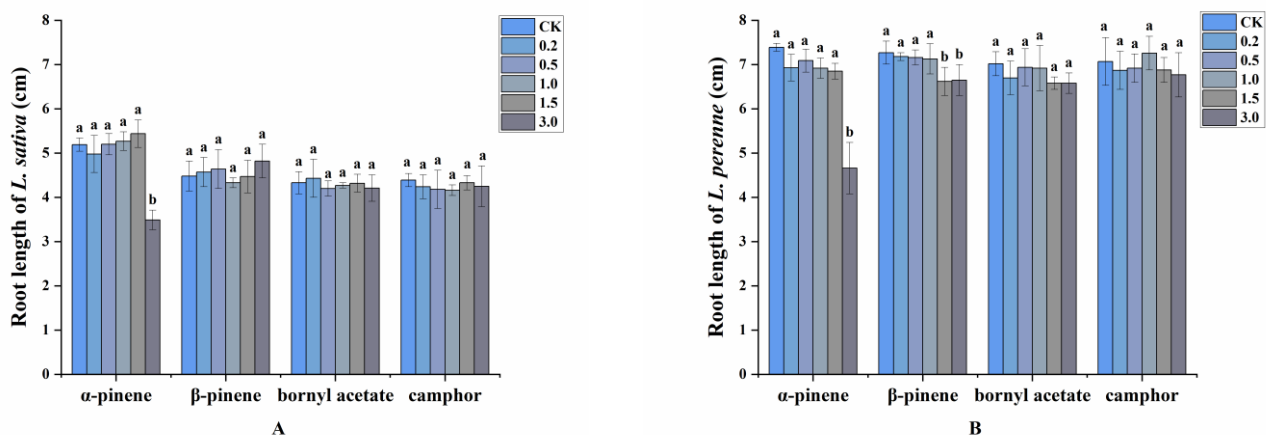 Root length of L. sativa (cm)
8
7
6
5
4
3
2
1
0
CK
0.2
0.5
1.0
1.5
3.0
a a a a a b
a a a a a a
a a a a a a
a a a a a a
α-pinene β-pinene bornyl acetate camphor
A
Root length of L. perenne (cm)
8
7
6
5
4
3
2
1
0
CK
0.2
0.5
1.0
1.5
3.0
a a a a a b
a a a a b b
a a a a a a
a a a a a a
α-pinene β-pinene bornyl acetate camphor
B